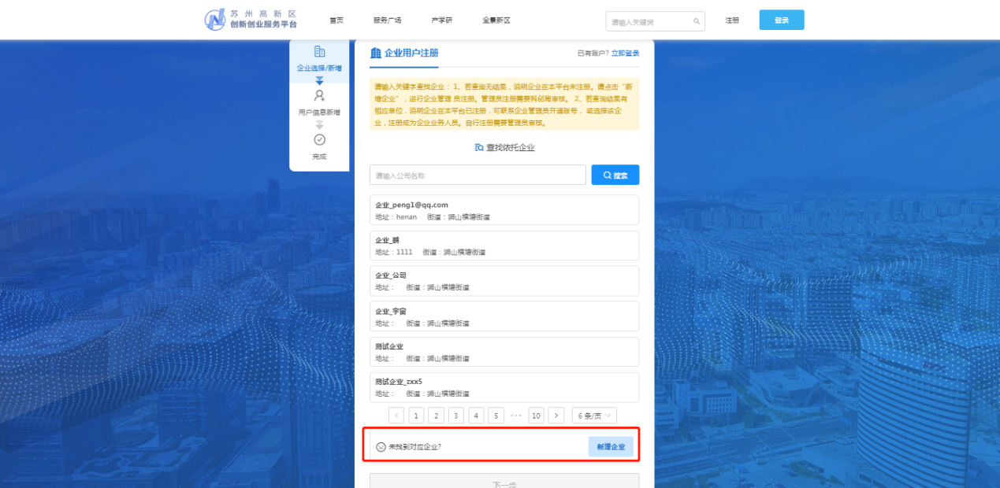 苏州高新区
创新创业服务平台
首页
服务广场
产学研
全景新区
请输入关键词
注册
登录
企业选择/新增
用户信息新增
完成
企业用户注册
已有账户? 立即登录
请输入关键字查找企业： 1、若查询无结果，说明企业在本平台未注册。请点击“新
增企业”，进行企业管理 员注册。管理员注册需要科创局审核。 2、若查询结果有
相应单位，说明企业在本平台已注册，可联系企业管理员开通账号， 或选择该企
业，注册成为企业业务人员。自行注册需要管理员审核。
查找依托企业
请输入公司名称
搜索
企业_peng1@qq.com
地址：henan 街道：狮山横塘街道
企业_鹏
地址：1111 街道：狮山横塘街道
企业_公司
地址： 街道：狮山横塘街道
企业_宇宙
地址： 街道：狮山横塘街道
测试企业
地址： 街道：狮山横塘街道
测试企业_zxx5
地址： 街道：狮山横塘街道
< 1 2 3 4 5 ··· 10 > 6 条/页
未找到对应企业?
新增企业
下一步